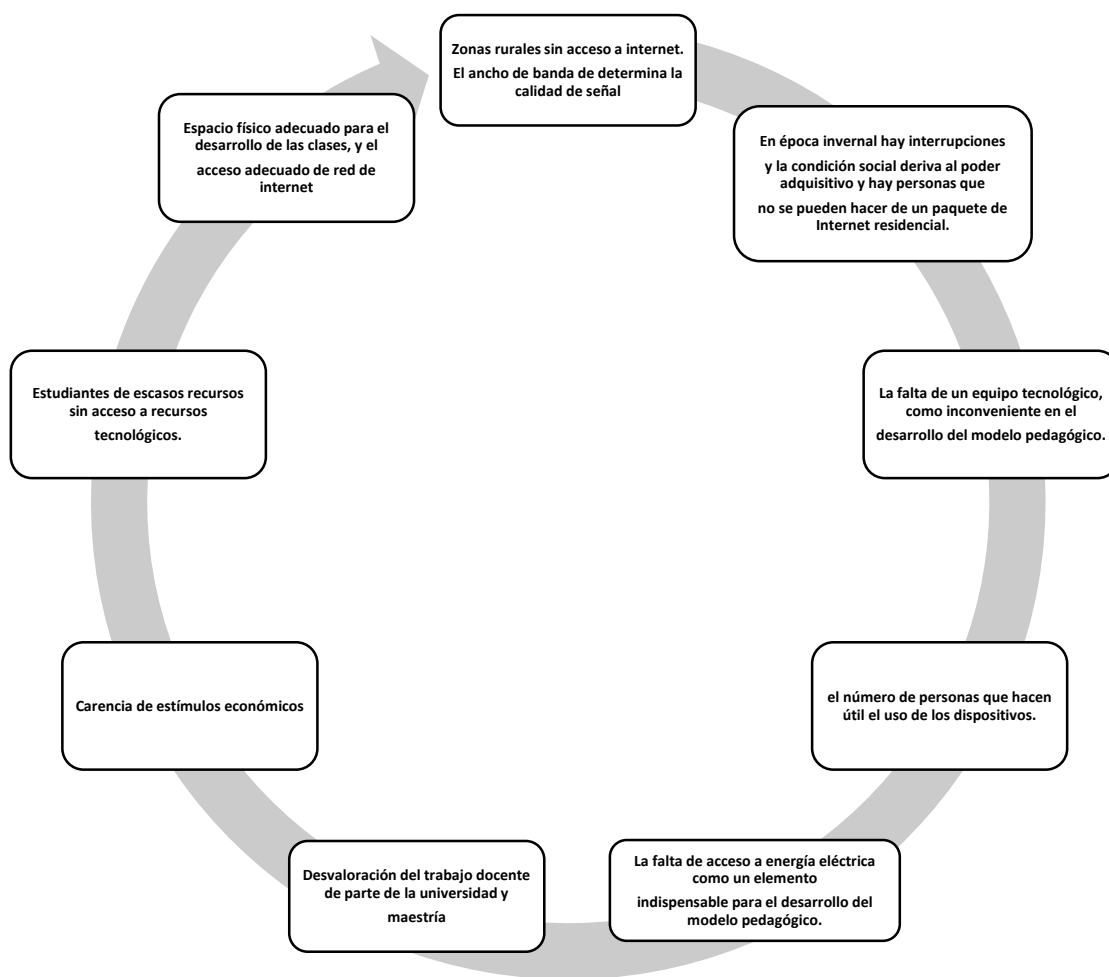 Zonas rurales sin acceso a internet.
El ancho de banda de determina la
calidad de señal
En época invernal hay interrupciones
y la condición social deriva al poder
adquisitivo y hay personas que
no se pueden hacer de un paquete de
Internet residencial.
La falta de un equipo tecnológico,
como inconveniente en el
desarrollo del modelo pedagógico.
el número de personas que hacen
útil el uso de los dispositivos.
La falta de acceso a energía eléctrica
como un elemento
indispensable para el desarrollo del
modelo pedagógico.
Desvaloración del trabajo docente
de parte de la universidad y
maestría
Carencia de estímulos económicos
Estudiantes de escasos recursos
sin acceso a recursos
tecnológicos.
Espacio físico adecuado para el
desarrollo de las clases, y el
acceso adecuado de red de
internet